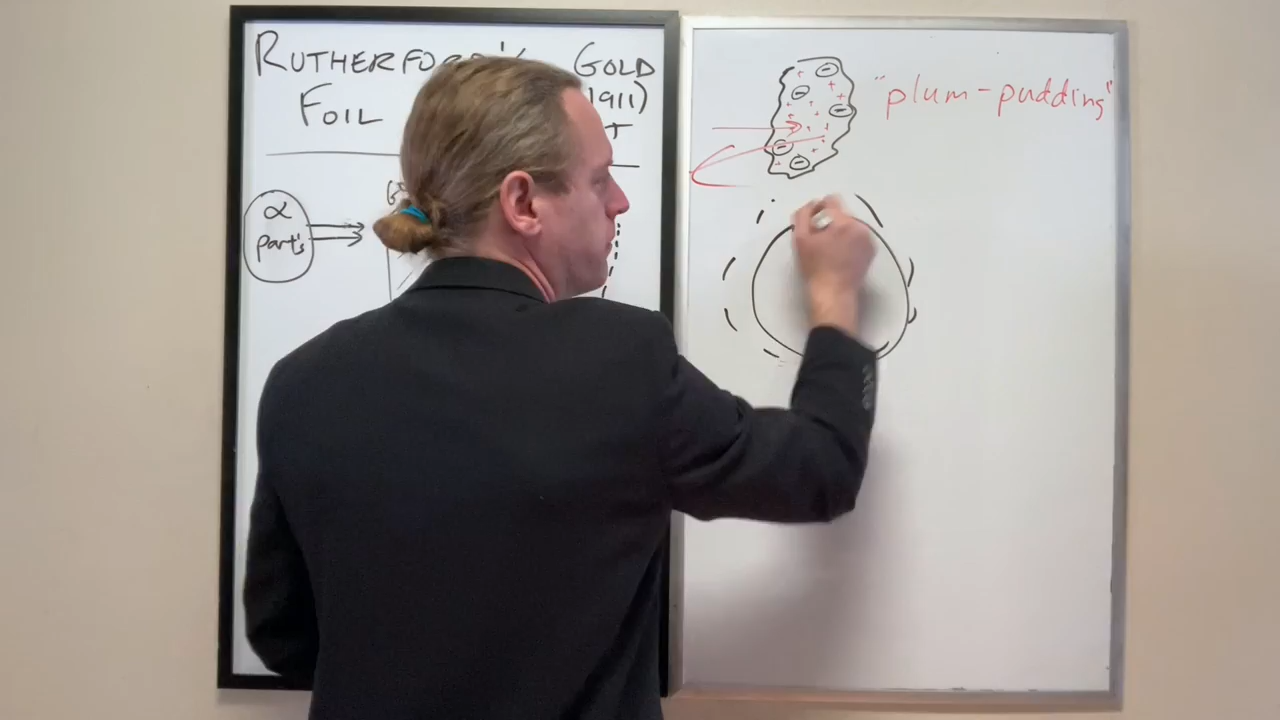 RUTHERFORD'S GOLD
FOIL 1911)
T
α
part's
G
"plum-pudding"